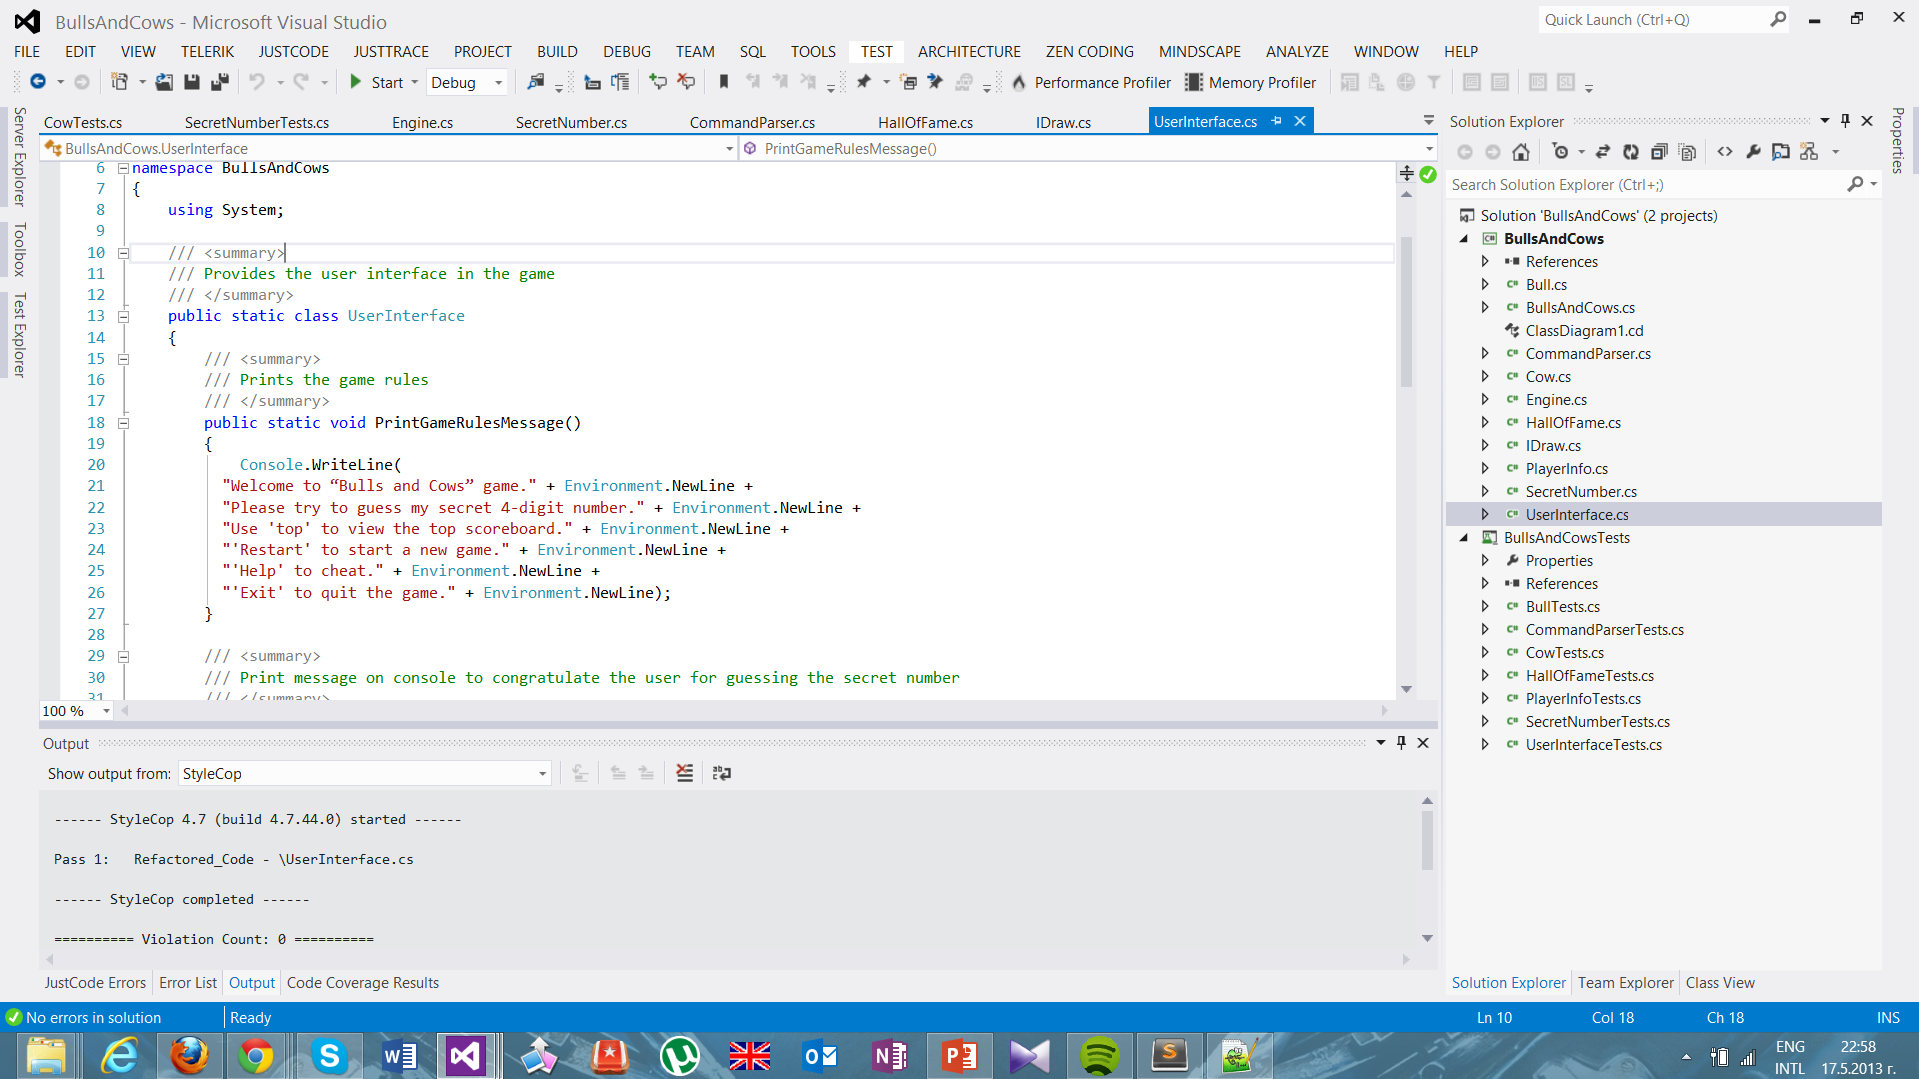 BullsAndCows - Microsoft Visual Studio
Quick Launch (Ctrl+Q)
FILE EDIT VIEW TELERIK JUSTCODE JUSTTRACE PROJECT BUILD DEBUG TEAM SQL TOOLS TEST ARCHITECTURE ZEN CODING MINDSCAPE ANALYZE WINDOW HELP
Start Debug Performance Profiler Memory Profiler
Server Explorer
Toolbox
Test Explorer
CowTests.cs SecretNumberTests.cs Engine.cs SecretNumber.cs CommandParser.cs HallOfFame.cs IDraw.cs UserInterface.cs
BullsAndCows.UserInterface PrintGameRulesMessage()
6 namespace BullsAndCows
7 {
8 using System;
9
10 /// <summary>
11 /// Provides the user interface in the game
12 /// </summary>
13 public static class UserInterface
14 {
15 /// <summary>
16 /// Prints the game rules
17 /// </summary>
18 public static void PrintGameRulesMessage()
19 {
20 Console.WriteLine(
21 "Welcome to “Bulls and Cows” game." + Environment.NewLine +
22 "Please try to guess my secret 4-digit number." + Environment.NewLine +
23 "Use 'top' to view the top scoreboard." + Environment.NewLine +
24 "'Restart' to start a new game." + Environment.NewLine +
25 "'Help' to cheat." + Environment.NewLine +
26 "'Exit' to quit the game." + Environment.NewLine);
27 }
28
29 /// <summary>
30 /// Print message on console to congratulate the user for guessing the secret number
31 /// </summary>
100 %
Output
Show output from: StyleCop
------ StyleCop 4.7 (build 4.7.44.0) started ------
Pass 1: Refactored_Code - \UserInterface.cs
------ StyleCop completed ------
========== Violation Count: 0 ==========
JustCode Errors Error List Output Code Coverage Results
Solution Explorer
Search Solution Explorer (Ctrl+;)
Solution 'BullsAndCows' (2 projects)
BullsAndCows
References
Bull.cs
BullsAndCows.cs
ClassDiagram1.cd
CommandParser.cs
Cow.cs
Engine.cs
HallOfFame.cs
IDraw.cs
PlayerInfo.cs
SecretNumber.cs
UserInterface.cs
BullsAndCowsTests
Properties
References
BullTests.cs
CommandParserTests.cs
CowTests.cs
HallOfFameTests.cs
PlayerInfoTests.cs
SecretNumberTests.cs
UserInterfaceTests.cs
Solution Explorer Team Explorer Class View
Properties
No errors in solution Ready Ln 10 Col 18 Ch 18 INS
ENG 22:58
INTL 17.5.2013 г.